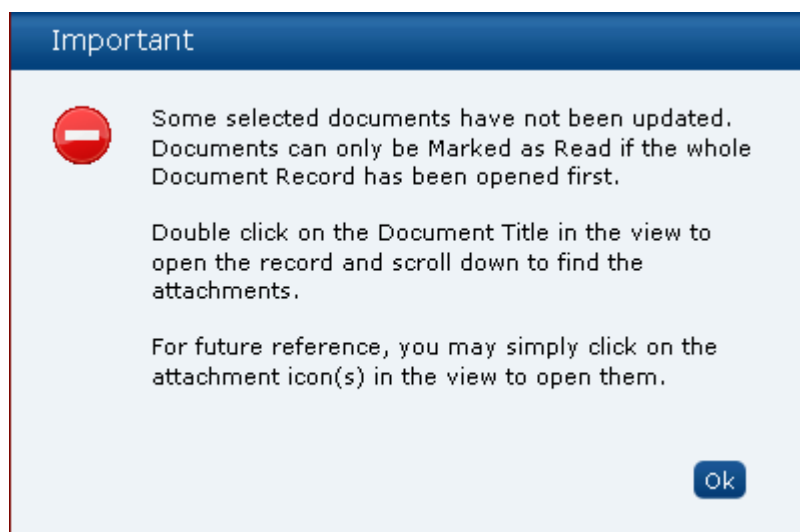 Important
Some selected documents have not been updated.
Documents can only be Marked as Read if the whole
Document Record has been opened first.
Double click on the Document Title in the view to
open the record and scroll down to find the
attachments.
For future reference, you may simply click on the
attachment icon(s) in the view to open them.
Ok